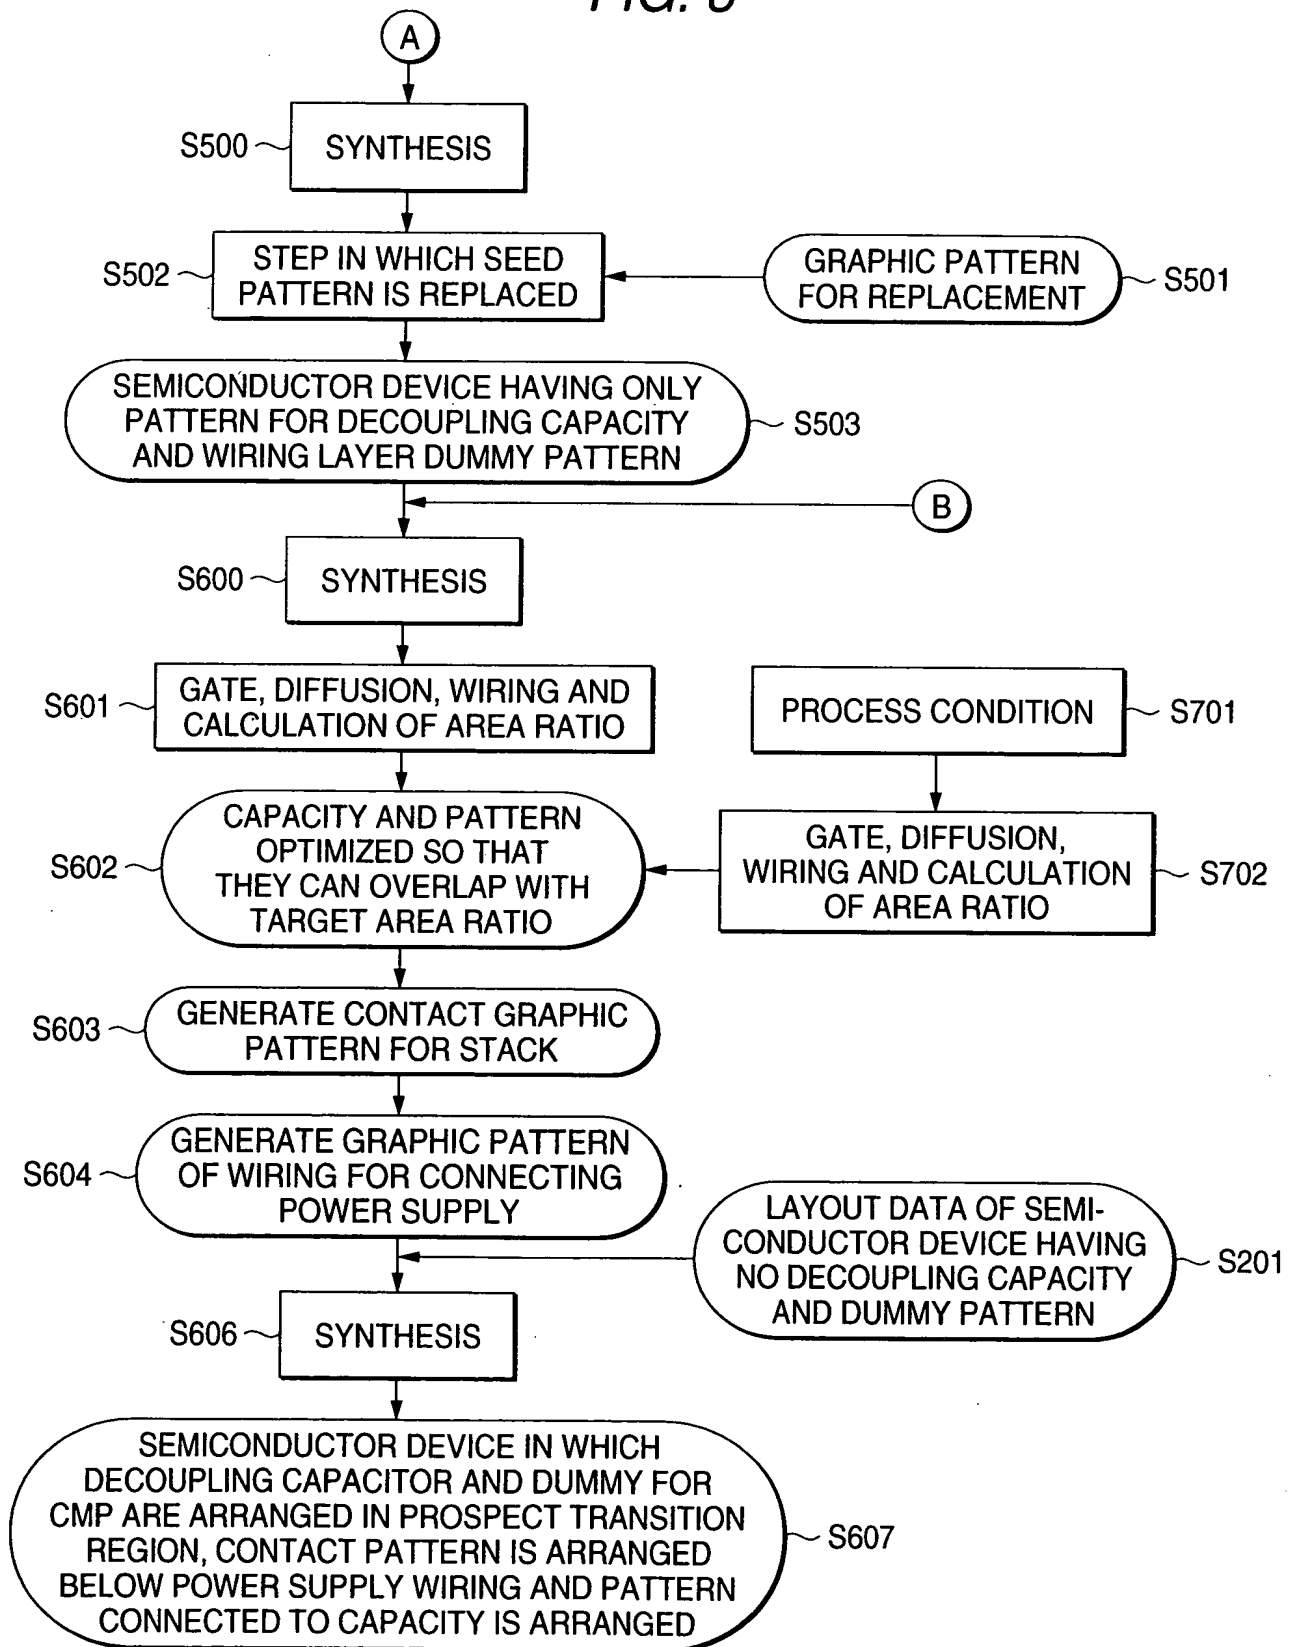 A
S500
SYNTHESIS
S502
STEP IN WHICH SEED
PATTERN IS REPLACED
GRAPHIC PATTERN
FOR REPLACEMENT
S501
SEMICONDUCTOR DEVICE HAVING ONLY
PATTERN FOR DECOUPLING CAPACITY
AND WIRING LAYER DUMMY PATTERN
S503
B
S600
SYNTHESIS
S601
GATE, DIFFUSION, WIRING AND
CALCULATION OF AREA RATIO
PROCESS CONDITION
S701
S602
CAPACITY AND PATTERN
OPTIMIZED SO THAT
THEY CAN OVERLAP WITH
TARGET AREA RATIO
GATE, DIFFUSION,
WIRING AND CALCULATION
OF AREA RATIO
S702
S603
GENERATE CONTACT GRAPHIC
PATTERN FOR STACK
S604
GENERATE GRAPHIC PATTERN
OF WIRING FOR CONNECTING
POWER SUPPLY
LAYOUT DATA OF SEMI-
CONDUCTOR DEVICE HAVING
NO DECOUPLING CAPACITY
AND DUMMY PATTERN
S201
S606
SYNTHESIS
SEMICONDUCTOR DEVICE IN WHICH
DECOUPLING CAPACITOR AND DUMMY FOR
CMP ARE ARRANGED IN PROSPECT TRANSITION
REGION, CONTACT PATTERN IS ARRANGED
BELOW POWER SUPPLY WIRING AND PATTERN
CONNECTED TO CAPACITY IS ARRANGED
S607